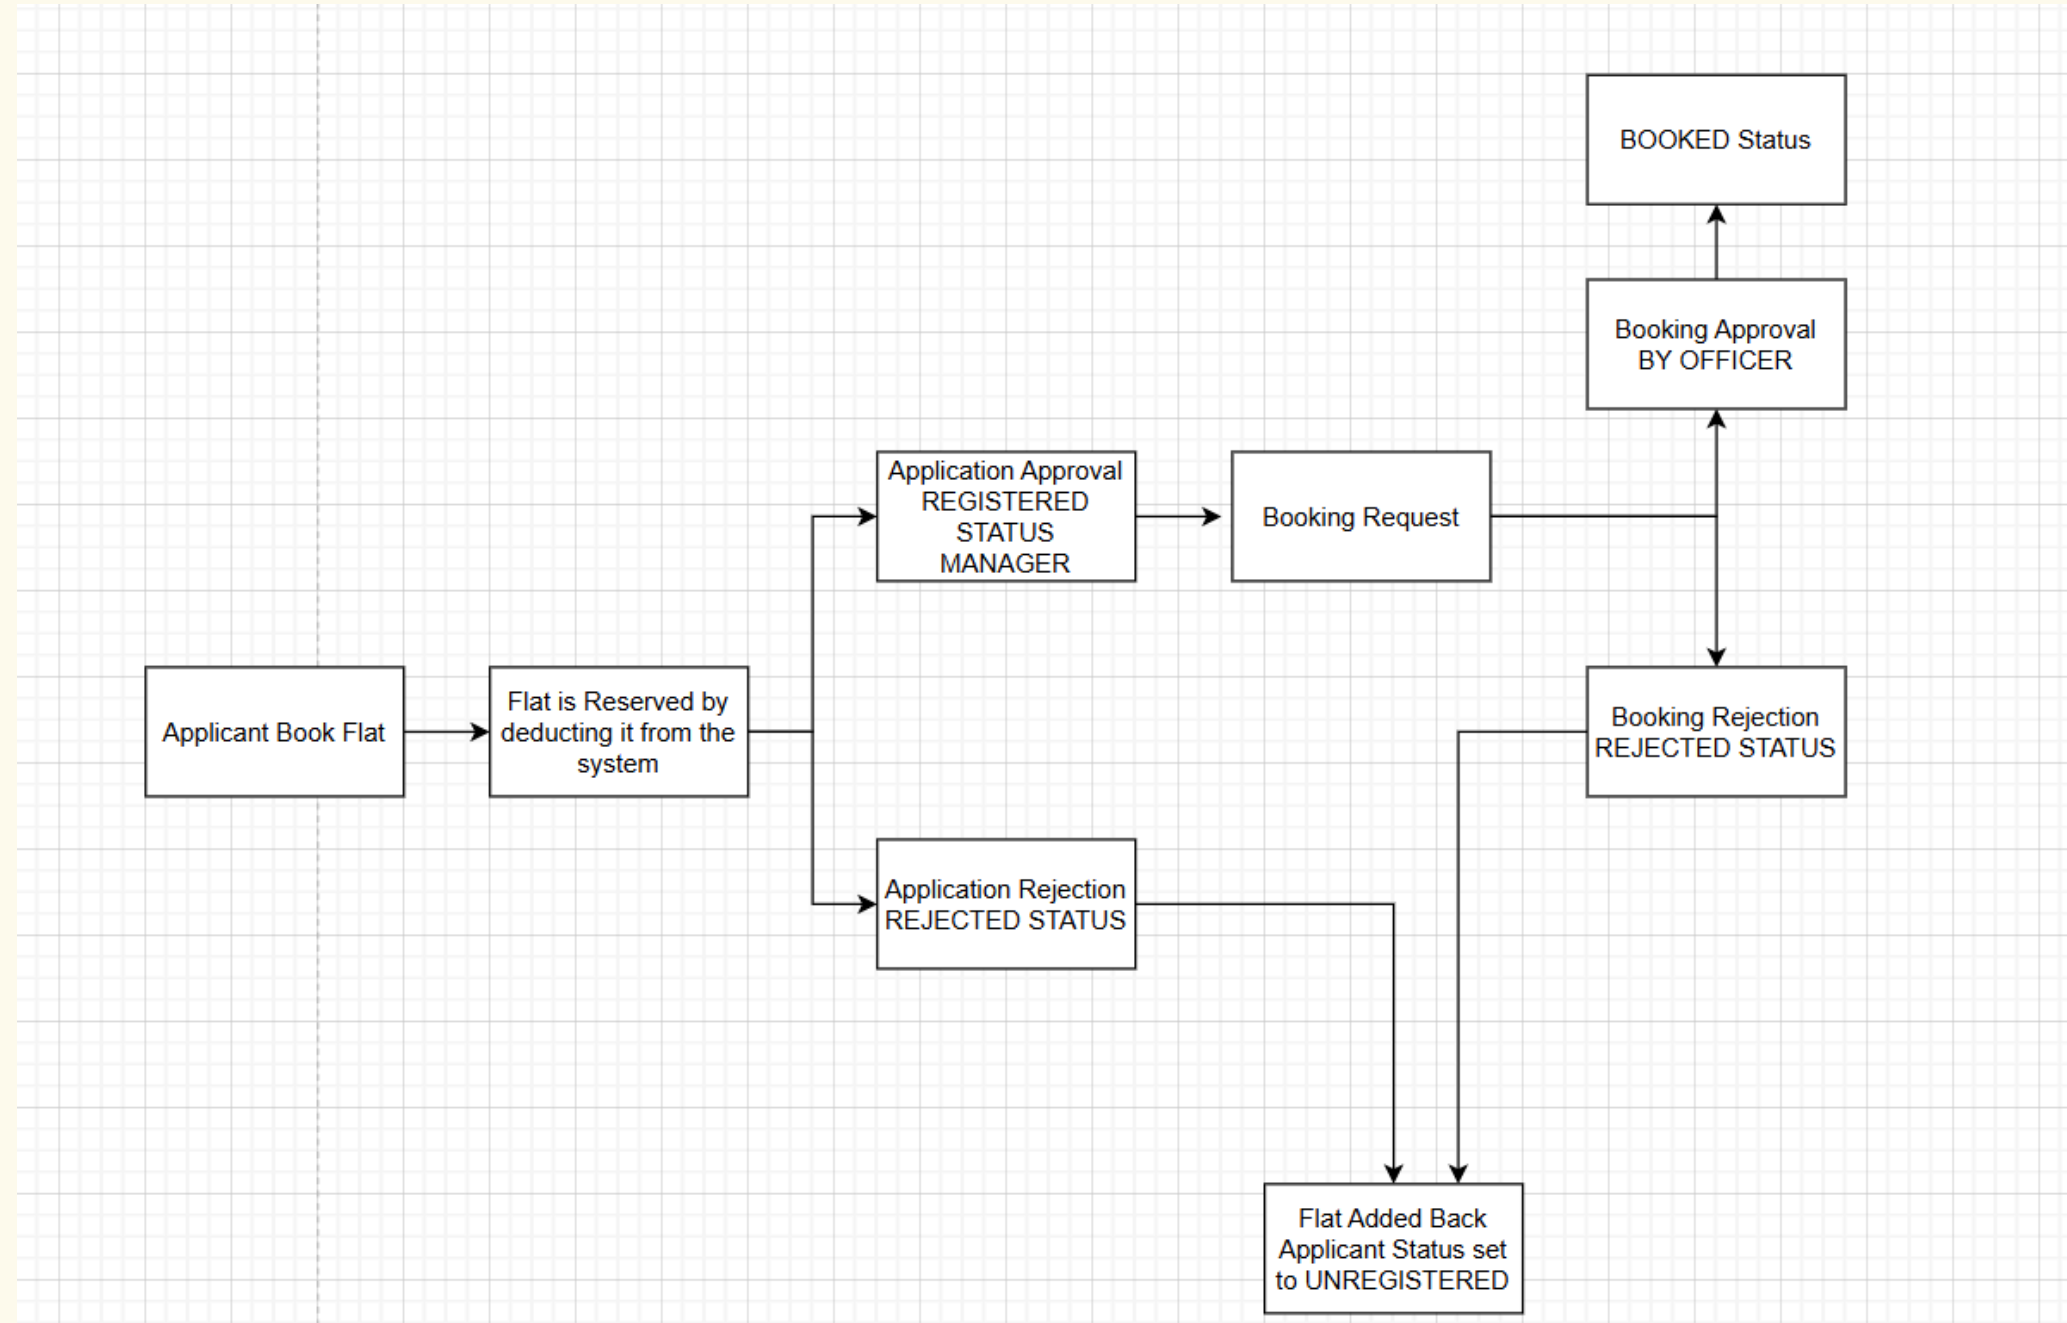 BOOKED Status
Booking Approval
BY OFFICER
Application Approval
REGISTERED
STATUS
MANAGER
Booking Request
Applicant Book Flat
Flat is Reserved by
deducting it from the
system
Booking Rejection
REJECTED STATUS
Application Rejection
REJECTED STATUS
Flat Added Back
Applicant Status set
to UNREGISTERED